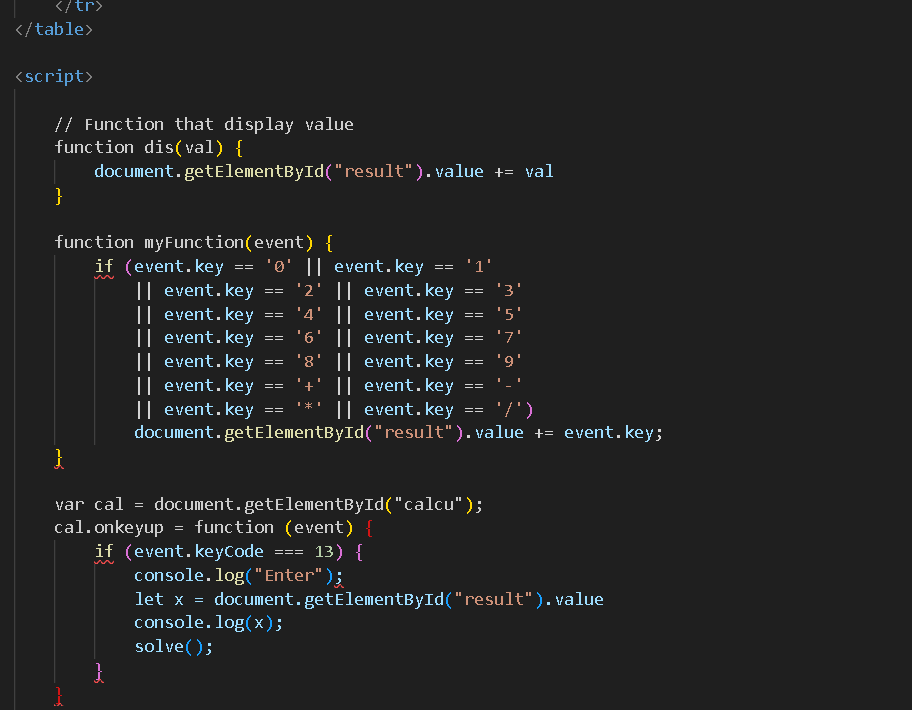 </tr>
</table>
<script>
// Function that display value
function dis(val) {
document.getElementById("result").value += val
}
function myFunction(event) {
if (event.key == '0' || event.key == '1'
|| event.key == '2' || event.key == '3'
|| event.key == '4' || event.key == '5'
|| event.key == '6' || event.key == '7'
|| event.key == '8' || event.key == '9'
|| event.key == '+' || event.key == '-'
|| event.key == '*' || event.key == '/')
document.getElementById("result").value += event.key;
}
var cal = document.getElementById("calcu");
cal.onkeyup = function (event) {
if (event.keyCode === 13) {
console.log("Enter");
let x = document.getElementById("result").value
console.log(x);
solve();
}
}